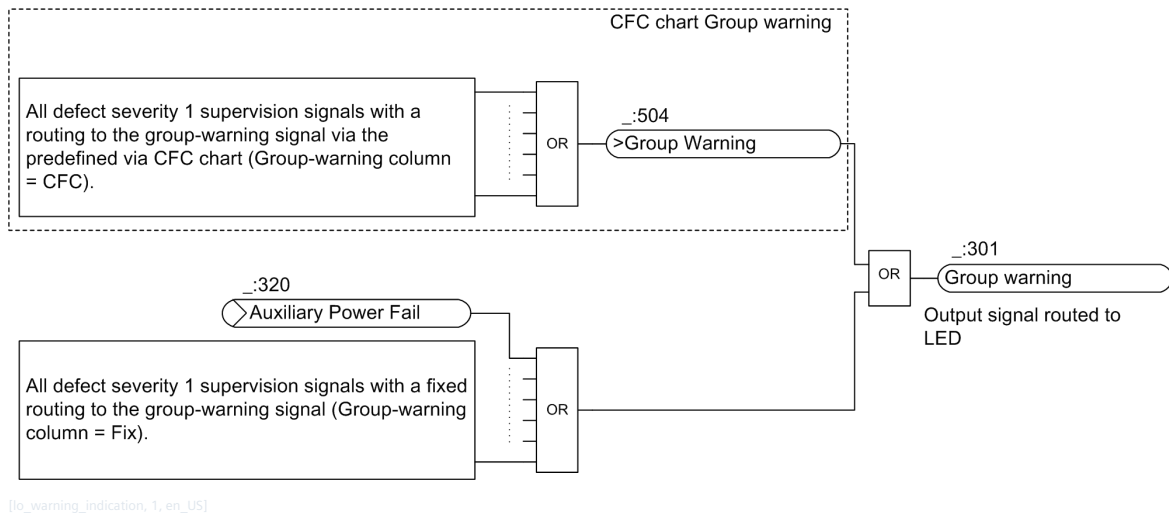 CFC chart Group warning
All defect severity 1 supervision signals with a
routing to the group-warning signal via the
predefined via CFC chart (Group-warning column
= CFC).
OR
_:504
>Group Warning
_:320
Auxiliary Power Fail
All defect severity 1 supervision signals with a fixed
routing to the group-warning signal (Group-warning
column = Fix).
OR
OR
_:301
Group warning
Output signal routed to
LED
[lo_warning_indication, 1, en_US]